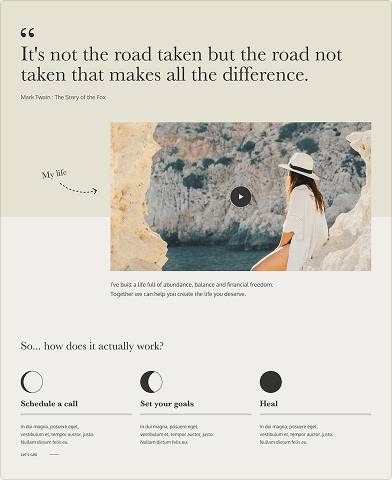 “
It's not the road taken but the road not
taken that makes all the difference.
Mark Twain : The Story of the Fox
My life
I've built a life full of abundance, balance and financial freedom.
Together we can help you create the life you deserve.
So... how does it actually work?
Schedule a call
In dui magna, posuere eget,
vestibulum et, tempor auctor, justo.
Nullam dictum felis eu.
Let's call
Set your goals
In dui magna, posuere eget,
vestibulum et, tempor auctor, justo.
Nullam dictum felis eu.
Heal
In dui magna, posuere eget,
vestibulum et, tempor auctor, justo.
Nullam dictum felis eu.